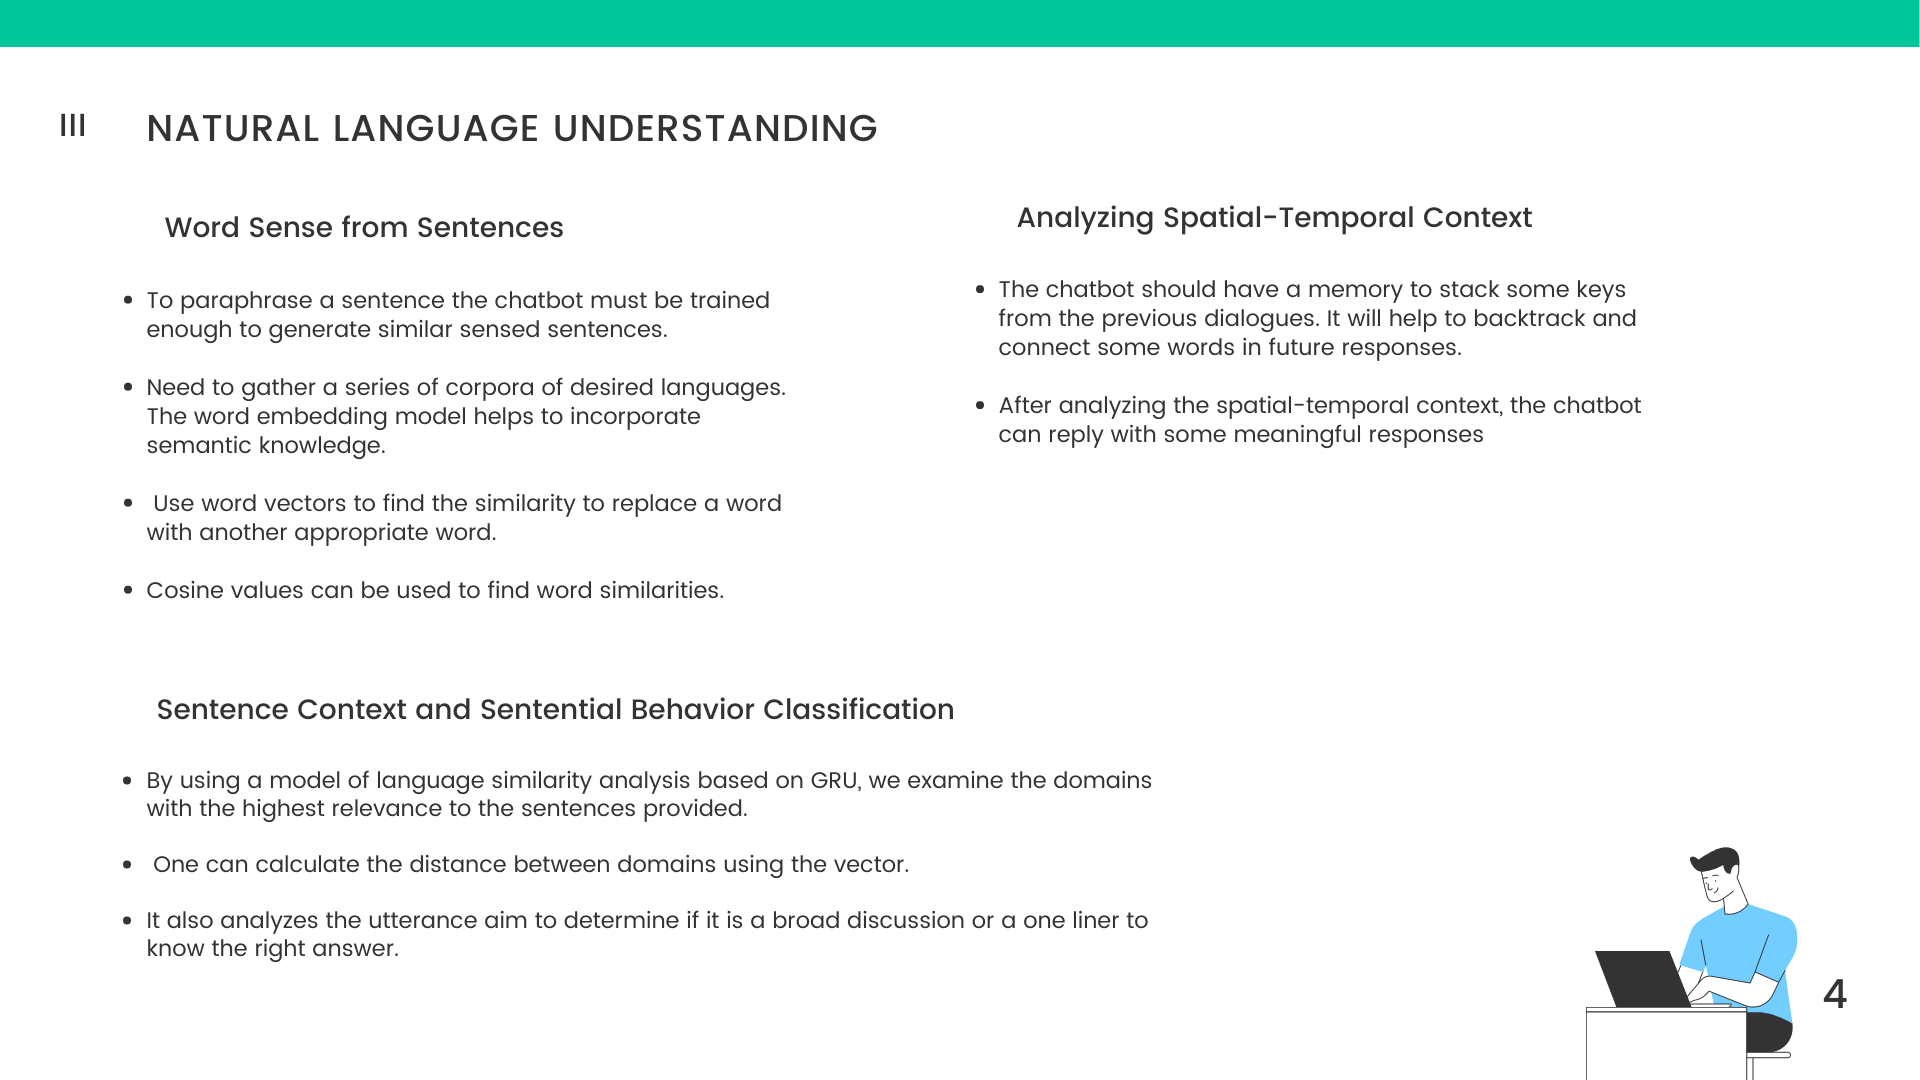 III
NATURAL LANGUAGE UNDERSTANDING
Word Sense from Sentences
• To paraphrase a sentence the chatbot must be trained
enough to generate similar sensed sentences.
• Need to gather a series of corpora of desired languages.
The word embedding model helps to incorporate
semantic knowledge.
• Use word vectors to find the similarity to replace a word
with another appropriate word.
• Cosine values can be used to find word similarities.
Analyzing Spatial-Temporal Context
• The chatbot should have a memory to stack some keys
from the previous dialogues. It will help to backtrack and
connect some words in future responses.
• After analyzing the spatial-temporal context, the chatbot
can reply with some meaningful responses
Sentence Context and Sentential Behavior Classification
• By using a model of language similarity analysis based on GRU, we examine the domains
with the highest relevance to the sentences provided.
• One can calculate the distance between domains using the vector.
• It also analyzes the utterance aim to determine if it is a broad discussion or a one liner to
know the right answer.
4